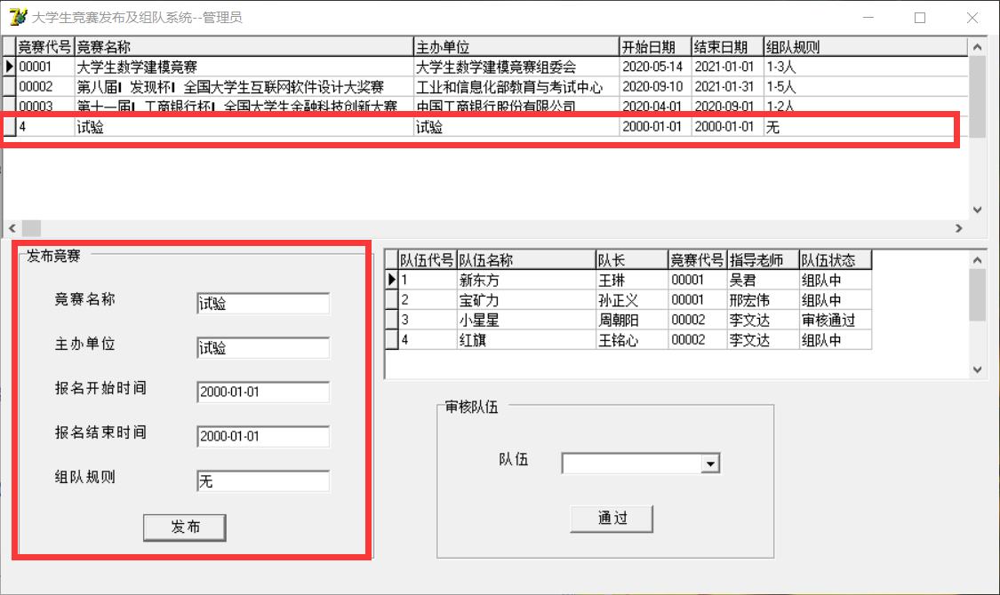 大学生竞赛发布及组队系统--管理员
竞赛代号 竞赛名称 主办单位 开始日期 结束日期 组队规则
00001 大学生数学建模竞赛 大学生数学建模竞赛组委会 2020-05-14 2021-01-01 1-3人
00002 第八届 发现杯 全国大学生互联网软件设计大奖赛 工业和信息化部教育与考试中心 2020-09-10 2021-01-31 1-5人
00003 第十一届 工商银行杯 全国大学生金融科技创新大赛 中国工商银行股份有限公司 2020-04-01 2020-09-01 1-2人
4 试验 试验 2000-01-01 2000-01-01 无
发布竞赛
竞赛名称 试验
主办单位 试验
报名开始时间 2000-01-01
报名结束时间 2000-01-01
组队规则 无
发布
队伍代号 队伍名称 队长 竞赛代号 指导老师 队伍状态
1 新东方 王琳 00001 吴君 组队中
2 宝矿力 孙正义 00001 邢宏伟 组队中
3 小星星 周朝阳 00002 李文达 审核通过
4 红旗 王铭心 00002 李文达 组队中
审核队伍
队伍
通过